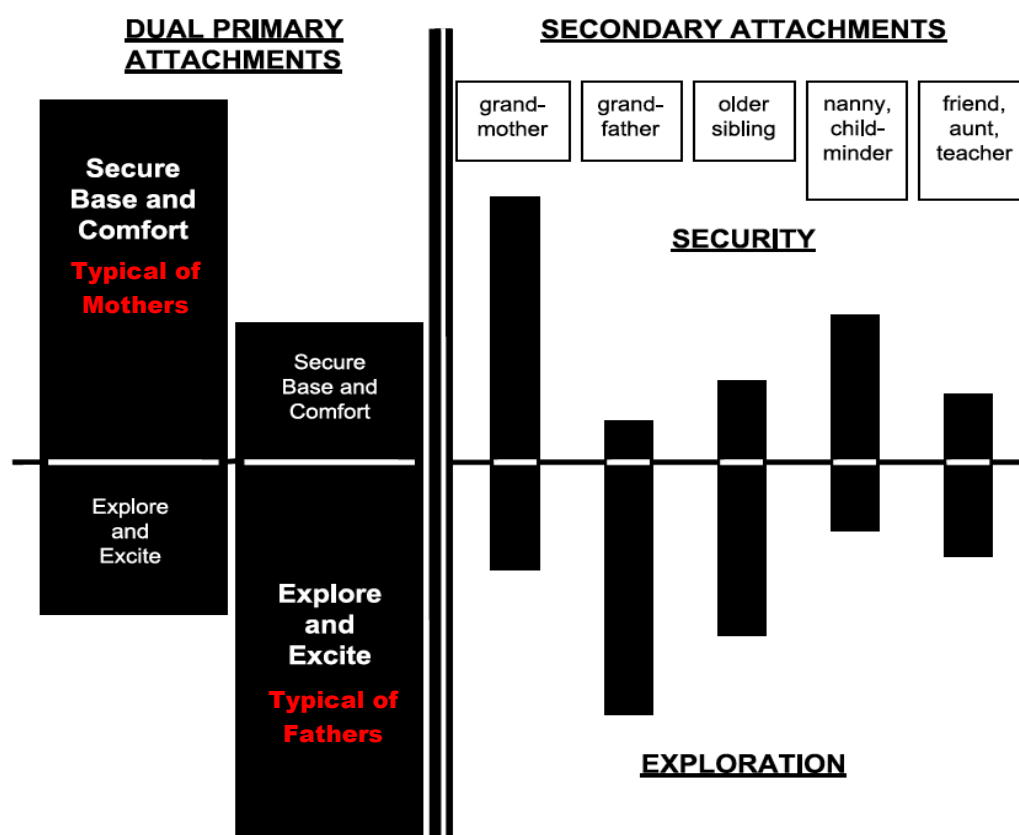 DUAL PRIMARY
ATTACHMENTS
Secure
Base and
Comfort
Typical of
Mothers
Explore
and
Excite
Secure
Base and
Comfort
Explore
and
Excite
Typical of
Fathers
SECONDARY ATTACHMENTS
grand-
mother
grand-
father
older
sibling
nanny,
child-
minder
friend,
aunt,
teacher
SECURITY
EXPLORATION